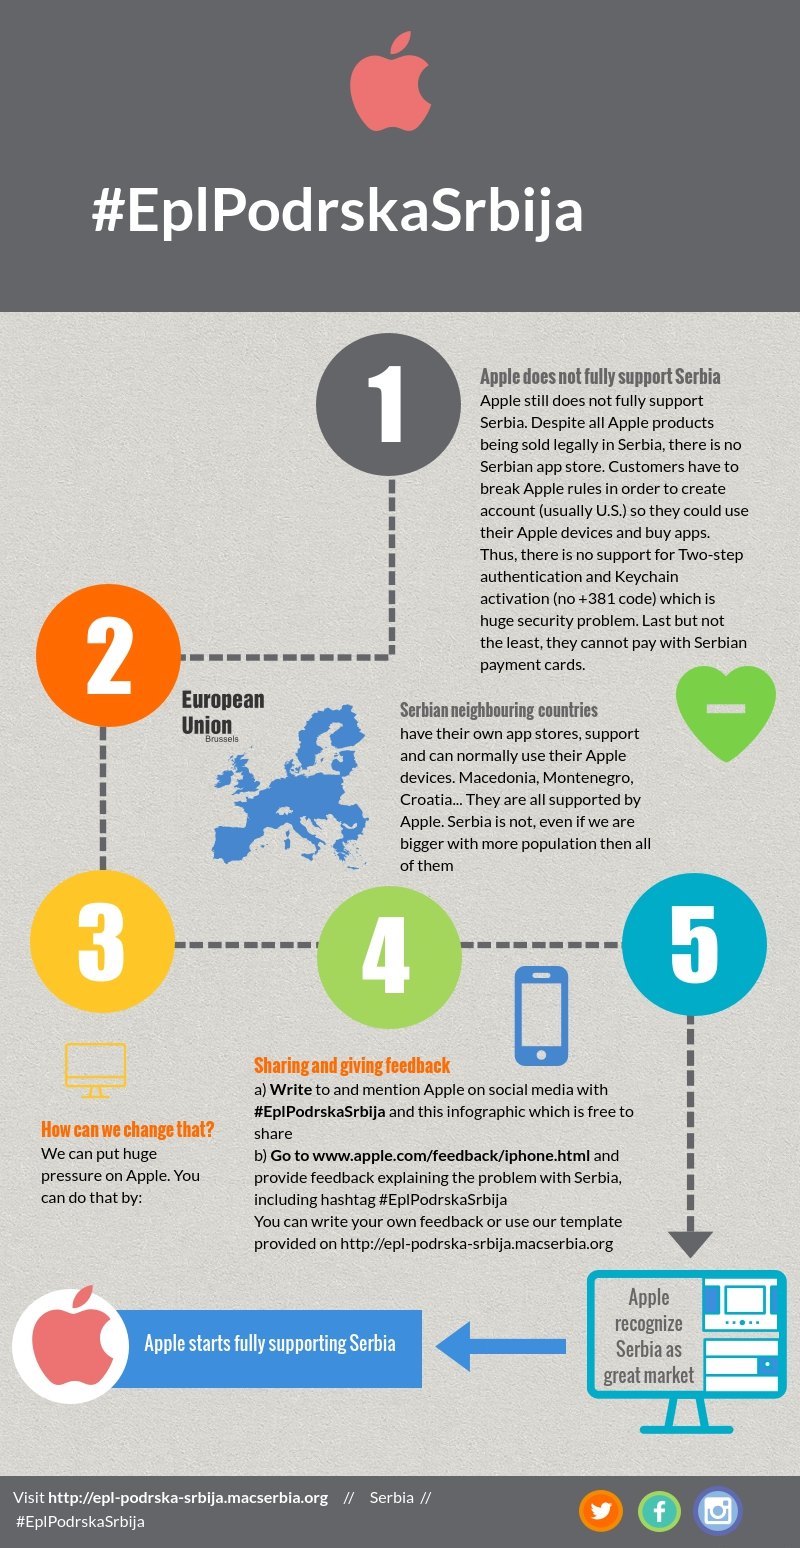 #EplPodrskaSrbija
1
Apple does not fully support Serbia
Apple still does not fully support
Serbia. Despite all Apple products
being sold legally in Serbia, there is no
Serbian app store. Customers have to
break Apple rules in order to create
account (usually U.S.) so they could use
their Apple devices and buy apps.
Thus, there is no support for Two-step
authentication and Keychain
activation (no +381 code) which is
huge security problem. Last but not
the least, they cannot pay with Serbian
payment cards.
2
European
Union
Brussels
Serbian neighbouring countries
have their own app stores, support
and can normally use their Apple
devices. Macedonia, Montenegro,
Croatia... They are all supported by
Apple. Serbia is not, even if we are
bigger with more population then all
of them
3
How can we change that?
We can put huge
pressure on Apple. You
can do that by:
4
Sharing and giving feedback
a) Write to and mention Apple on social media with
#EplPodrskaSrbija and this infographic which is free to
share
b) Go to www.apple.com/feedback/iphone.html and
provide feedback explaining the problem with Serbia,
including hashtag #EplPodrskaSrbija
You can write your own feedback or use our template
provided on http://epl-podrska-srbija.macserbia.org
5
Apple
recognize
Serbia as
great market
Apple starts fully supporting Serbia
Visit http://epl-podrska-srbija.macserbia.org // Serbia //
#EplPodrskaSrbija